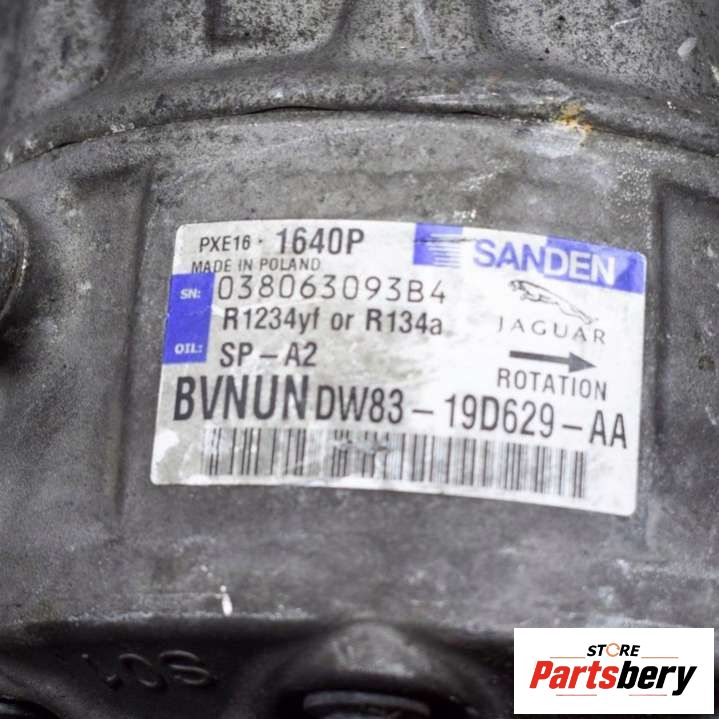 PXE16 - 1640P
SANDEN
MADE IN POLAND
SN: 038063093B4
R1234yf or R134a
JAGUAR
OIL: SP-A2
ROTATION
BVNUN DW83-19D629-AA
STORE
Partsbery